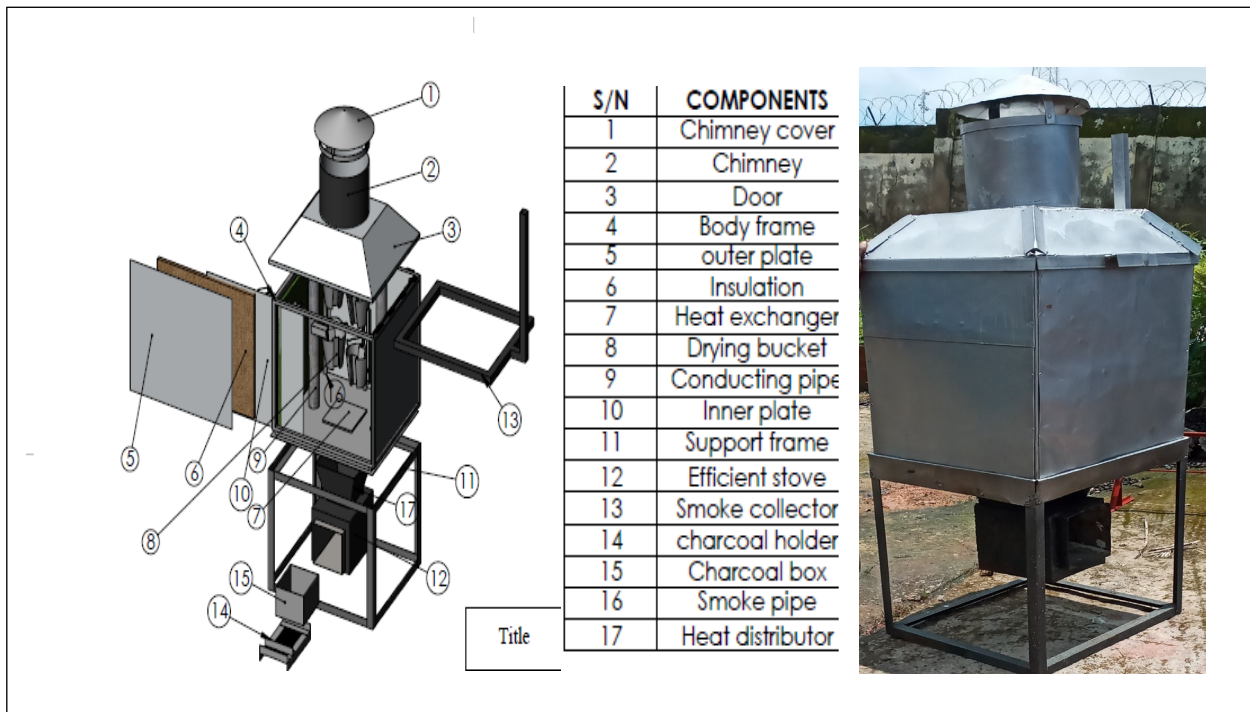 1
2
4
3
5
6
9
10
8
7
16
17
11
13
12
15
14
Title
S/N COMPONENTS
1 Chimney cover
2 Chimney
3 Door
4 Body frame
5 outer plate
6 Insulation
7 Heat exchanger
8 Drying bucket
9 Conducting pipe
10 Inner plate
11 Support frame
12 Efficient stove
13 Smoke collector
14 charcoal holder
15 Charcoal box
16 Smoke pipe
17 Heat distributor